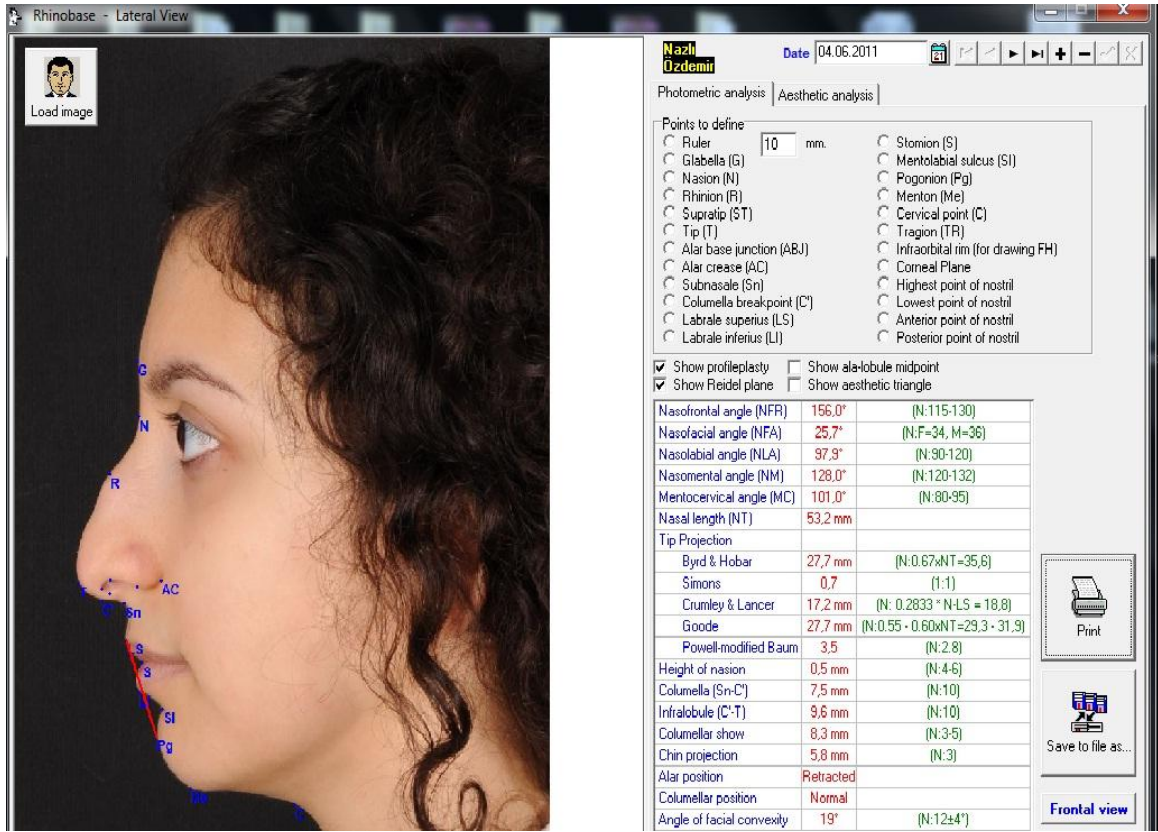 Rhinobase - Lateral View
Load image
Nazlı
Özdemir
Date 04.06.2011
21
Photometric analysis Aesthetic analysis
Points to define
Ruler 10 mm. Stomion (S)
Glabella (G) Mentolabial sulcus (SI)
Nasion (N) Pogonion (Pg)
Rhinion (R) Menton (Me)
Supratip (ST) Cervical point (C)
Tip (T) Tragion (TR)
Alar base junction (ABJ) Infraorbital rim (for drawing FH)
Alar crease (AC) Corneal Plane
Subnasale (Sn) Highest point of nostril
Columella breakpoint (C') Lowest point of nostril
Labrale superius (LS) Anterior point of nostril
Labrale inferius (LI) Posterior point of nostril
Show profileplasty Show ala-lobule midpoint
Show Reidel plane Show aesthetic triangle
Nasofrontal angle (NFR) 156,0° (N:115-130)
Nasofacial angle (NFA) 25,7° (N:F=34, M=36)
Nasolabial angle (NLA) 97,9° (N:90-120)
Nasomental angle (NM) 128,0° (N:120-132)
Mentocervical angle (MC) 101,0° (N:80-95)
Nasal length (NT) 53,2 mm
Tip Projection
Byrd & Hobar 27,7 mm (N:0.67xNT=35,6)
Simons 0,7 (1:1)
Crumley & Lancer 17,2 mm (N: 0.2833 * N-LS = 18,8)
Goode 27,7 mm (N:0.55 - 0.60xNT=29,3 - 31,9)
Powell-modified Baum 3,5 (N:2.8)
Height of nasion 0,5 mm (N:4-6)
Columella (Sn-C') 7,5 mm (N:10)
Infralobule (C'-T) 9,6 mm (N:10)
Columellar show 8,3 mm (N:3-5)
Chin projection 5,8 mm (N:3)
Alar position Retracted
Columellar position Normal
Angle of facial convexity 19° (N:12±4°)
Print
Save to file as...
Frontal view
G
N
R
AC
C
Sn
LS
S
SI
Pg
C